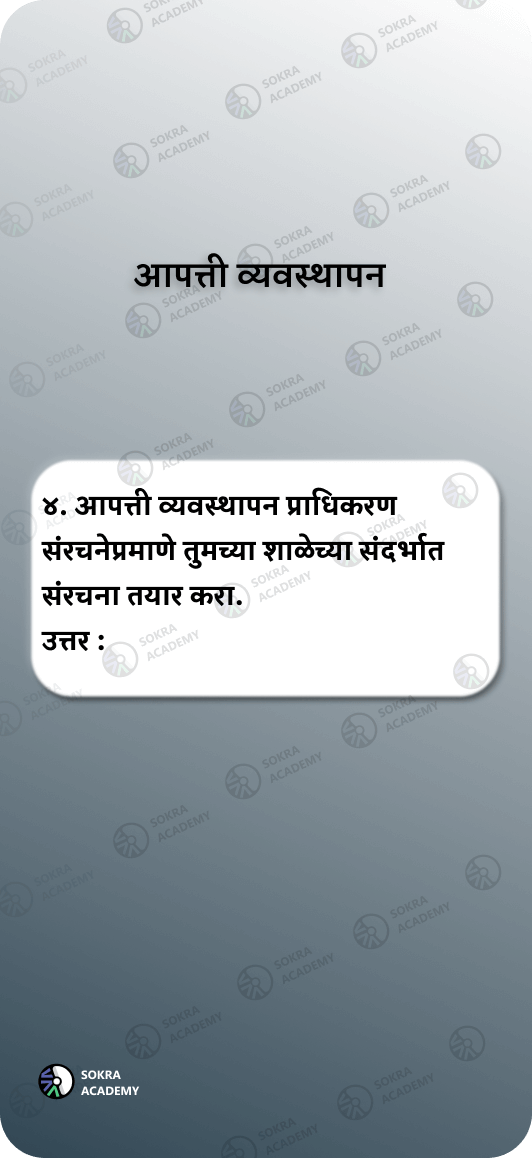 आपत्ती व्यवस्थापन
४. आपत्ती व्यवस्थापन प्राधिकरण
संरचनेप्रमाणे तुमच्या शाळेच्या संदर्भात
संरचना तयार करा.
उत्तर :
SOKRA
ACADEMY